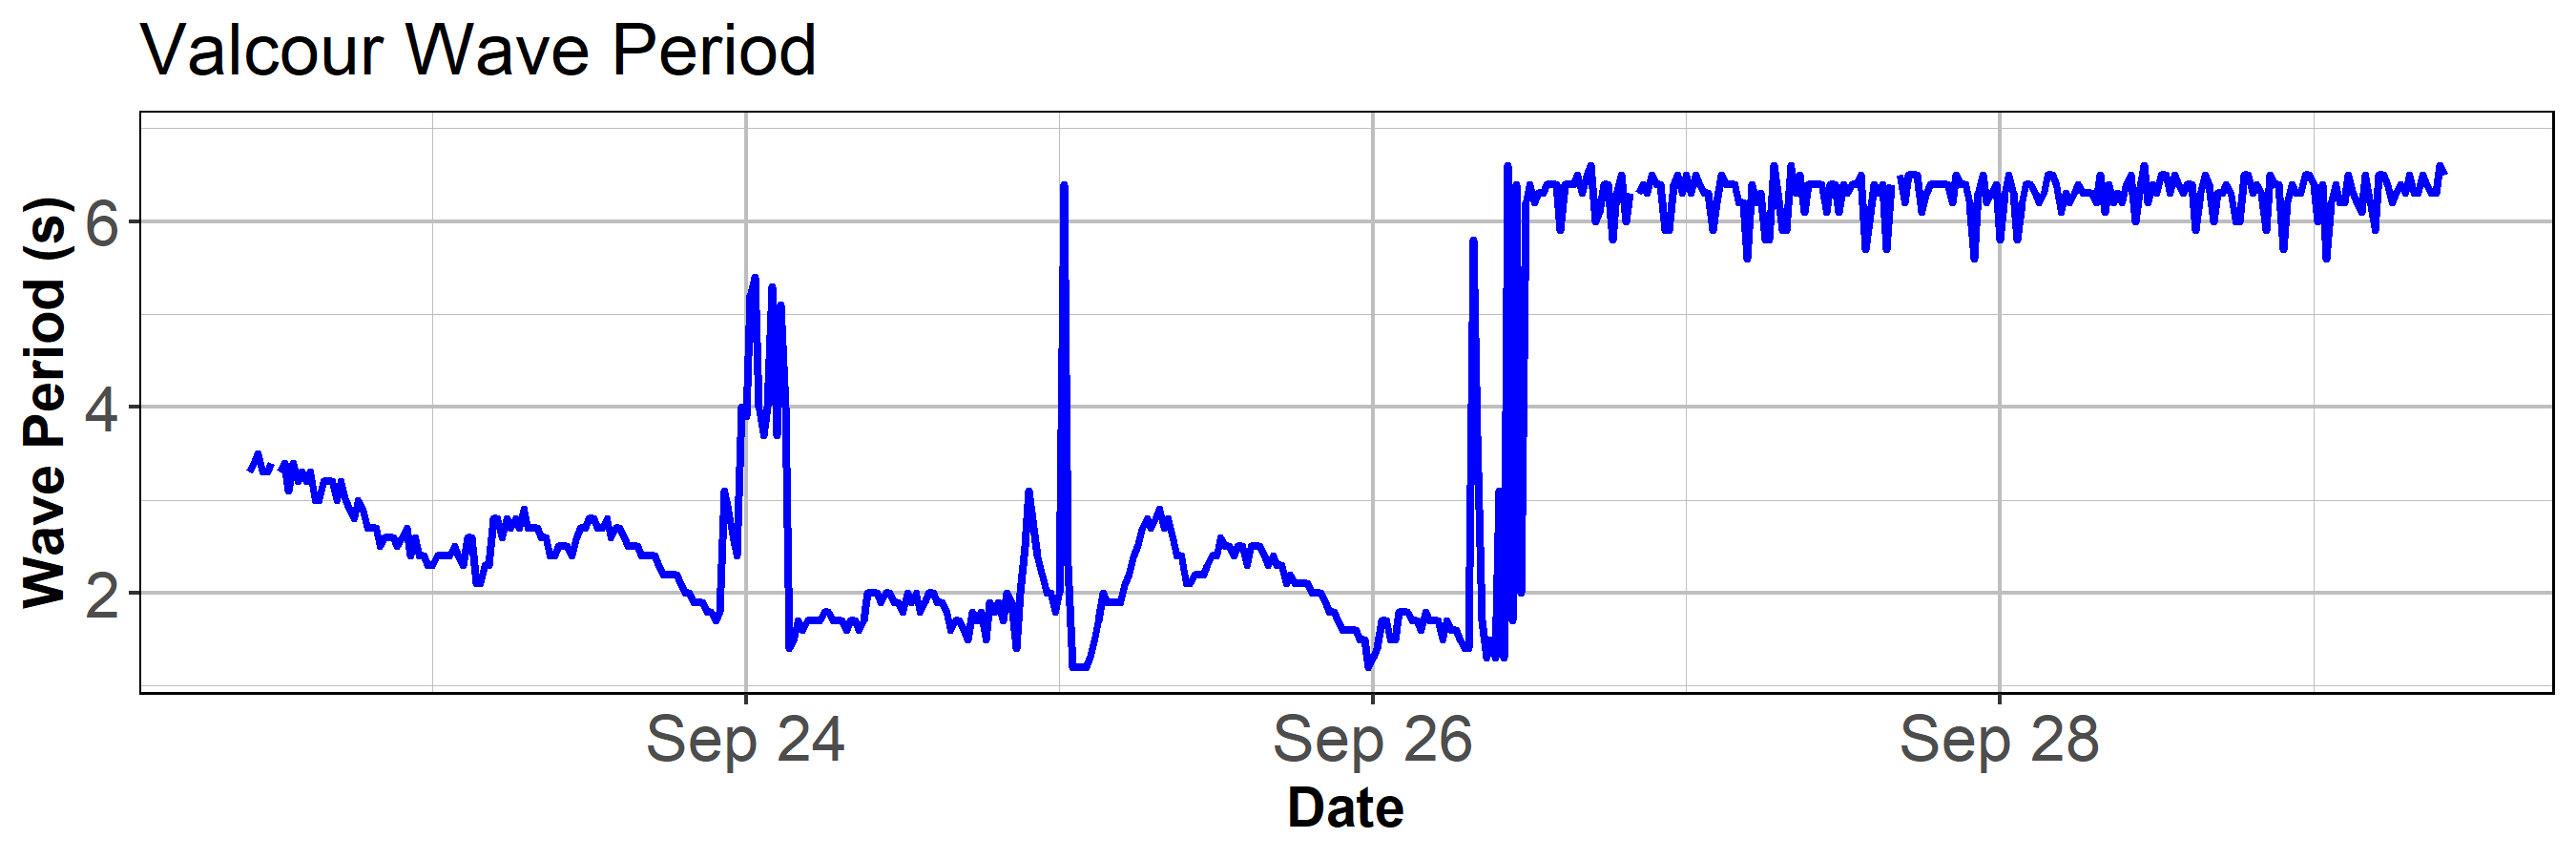 Valcour Wave Period
Wave Period (s)
6
4
2
Sep 24
Sep 26
Sep 28
Date